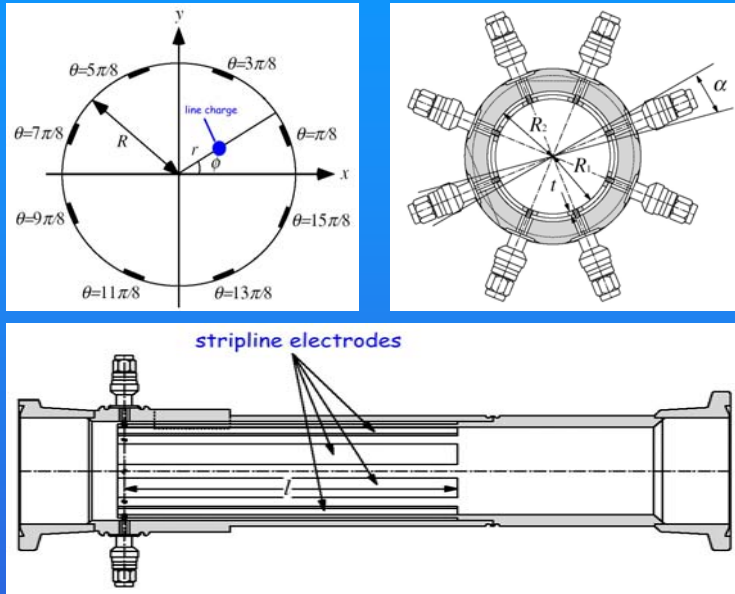 y
θ=5π/8
θ=3π/8
line charge
θ=7π/8
R
r
θ=π/8
ϕ
x
θ=9π/8
θ=15π/8
θ=11π/8
θ=13π/8
α
R₂
R₁
t
stripline electrodes
l